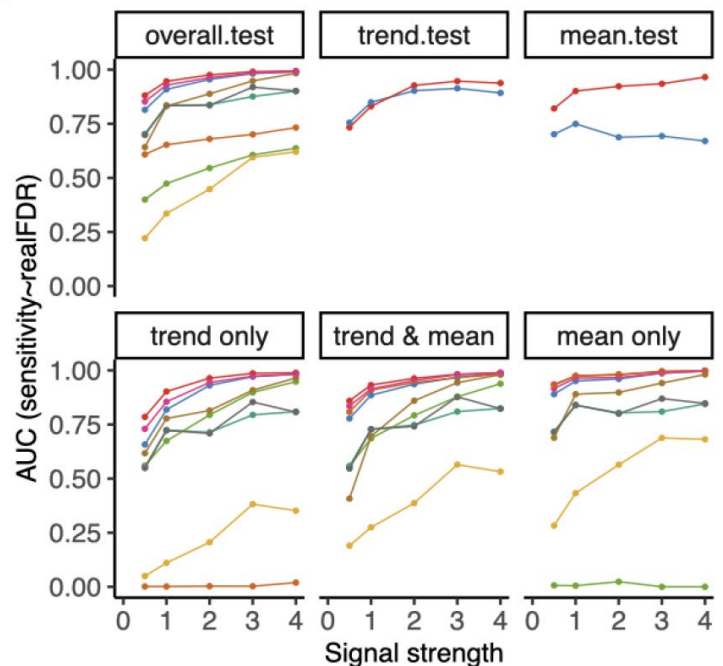 overall.test
trend.test
mean.test
1.00
0.75
0.50
0.25
0.00
trend only
trend & mean
mean only
1.00
0.75
0.50
0.25
0.00
AUC (sensitivity~realFDR)
0 1 2 3 4
0 1 2 3 4
0 1 2 3 4
Signal strength